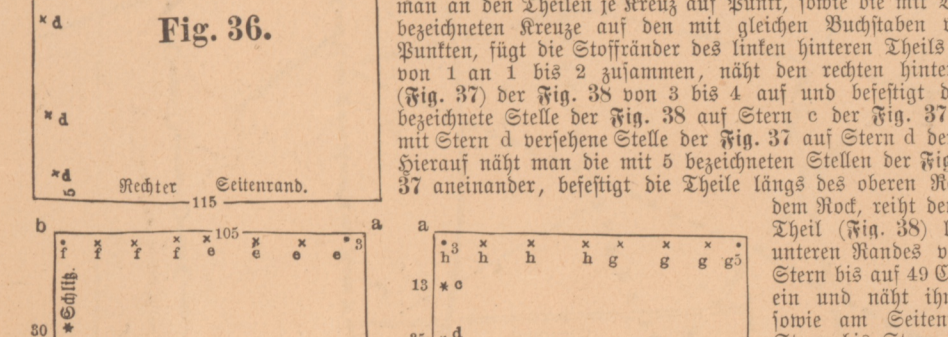 d
Fig. 36.
d
d
5
Rechter Seitenrand.
115
man an den Theilen je Kreuz auf Punkt, sowie die mit
bezeichneten Kreuze auf den mit gleichen Buchstaben
Punkten, fügt die Stoffränder des linken hinteren Theils
von 1 an 1 bis 2 zusammen, näht den rechten hinte
(Fig. 37) der Fig. 38 von 3 bis 4 auf und befestigt d
bezeichnete Stelle der Fig. 38 auf Stern c der Fig. 37
mit Stern d versehene Stelle der Fig. 37 auf Stern d de
Hierauf näht man die mit 5 bezeichneten Stellen der Fig
37 aneinander, befestigt die Theile längs des oberen R
dem Rock, reiht de
Theil (Fig. 38)
unteren Randes v
Stern bis auf 49 C
ein und näht ih
sowie am Seiten
b 105 a
f f f f e e e e 3
*Schlitz.
30
a
h 3 h h h g g g g 5
13 * c
d